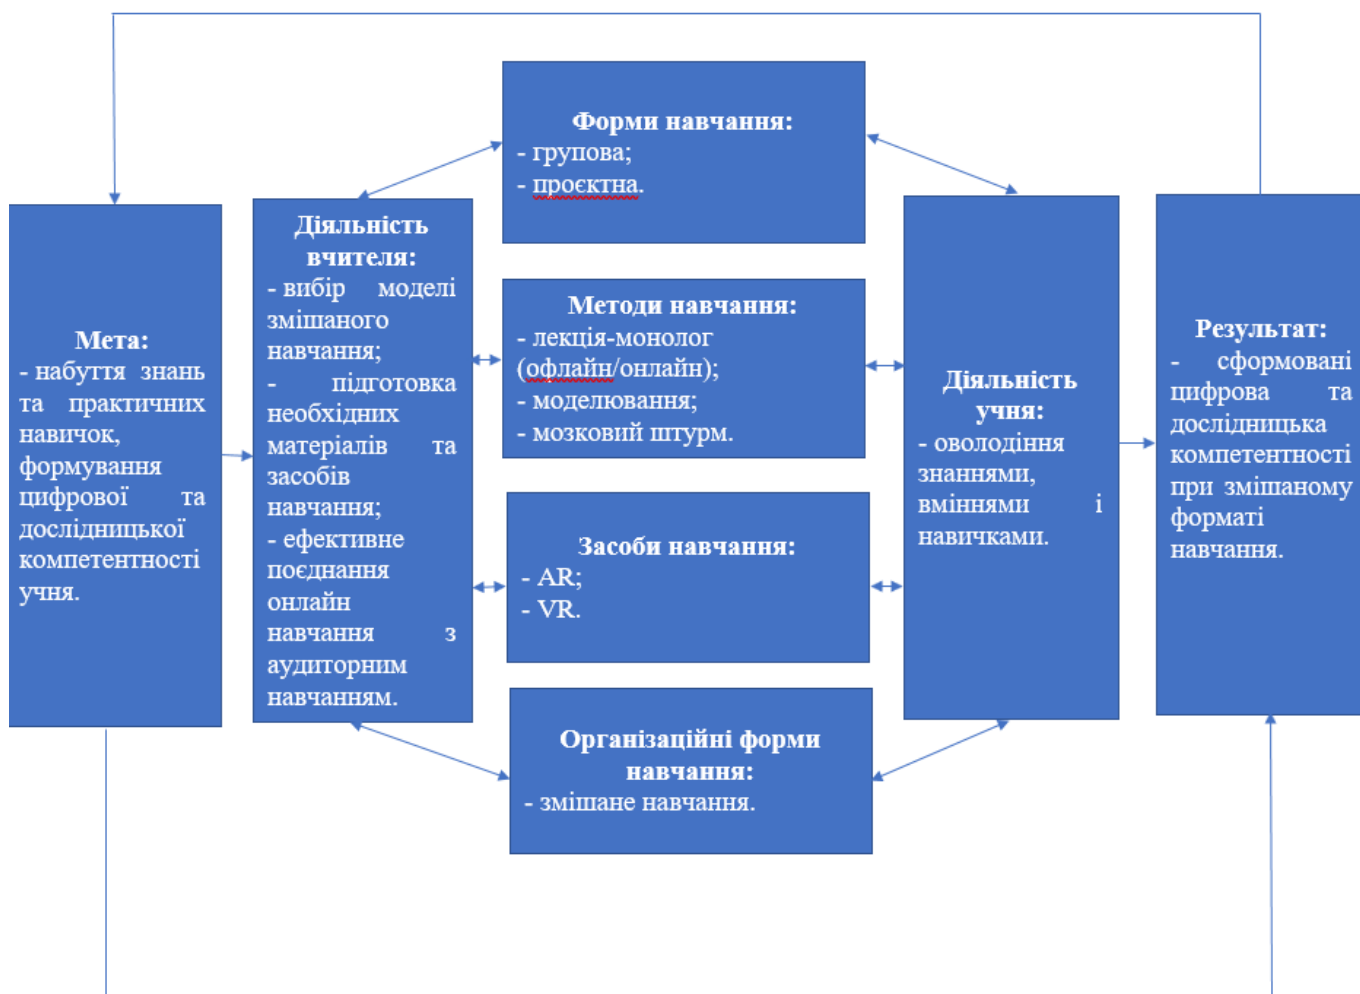 Форми навчання:
- групова;
- проєктна.
Мета:
- набуття знань
та практичних
навичок,
формування
цифрової та
дослідницької
компетентності
учня.
Діяльність
вчителя:
- вибір моделі
змішаного
навчання;
- підготовка
необхідних
матеріалів та
засобів
навчання;
- ефективне
поєднання
онлайн
навчання з
аудиторним
навчанням.
Методи навчання:
- лекція-монолог
(офлайн/онлайн);
- моделювання;
- мозковий штурм.
Засоби навчання:
- AR;
- VR.
Організаційні форми
навчання:
- змішане навчання.
Діяльність
учня:
- оволодіння
знаннями,
вміннями і
навичками.
Результат:
- сформовані
цифрова та
дослідницька
компетентності
при змішаному
форматі
навчання.